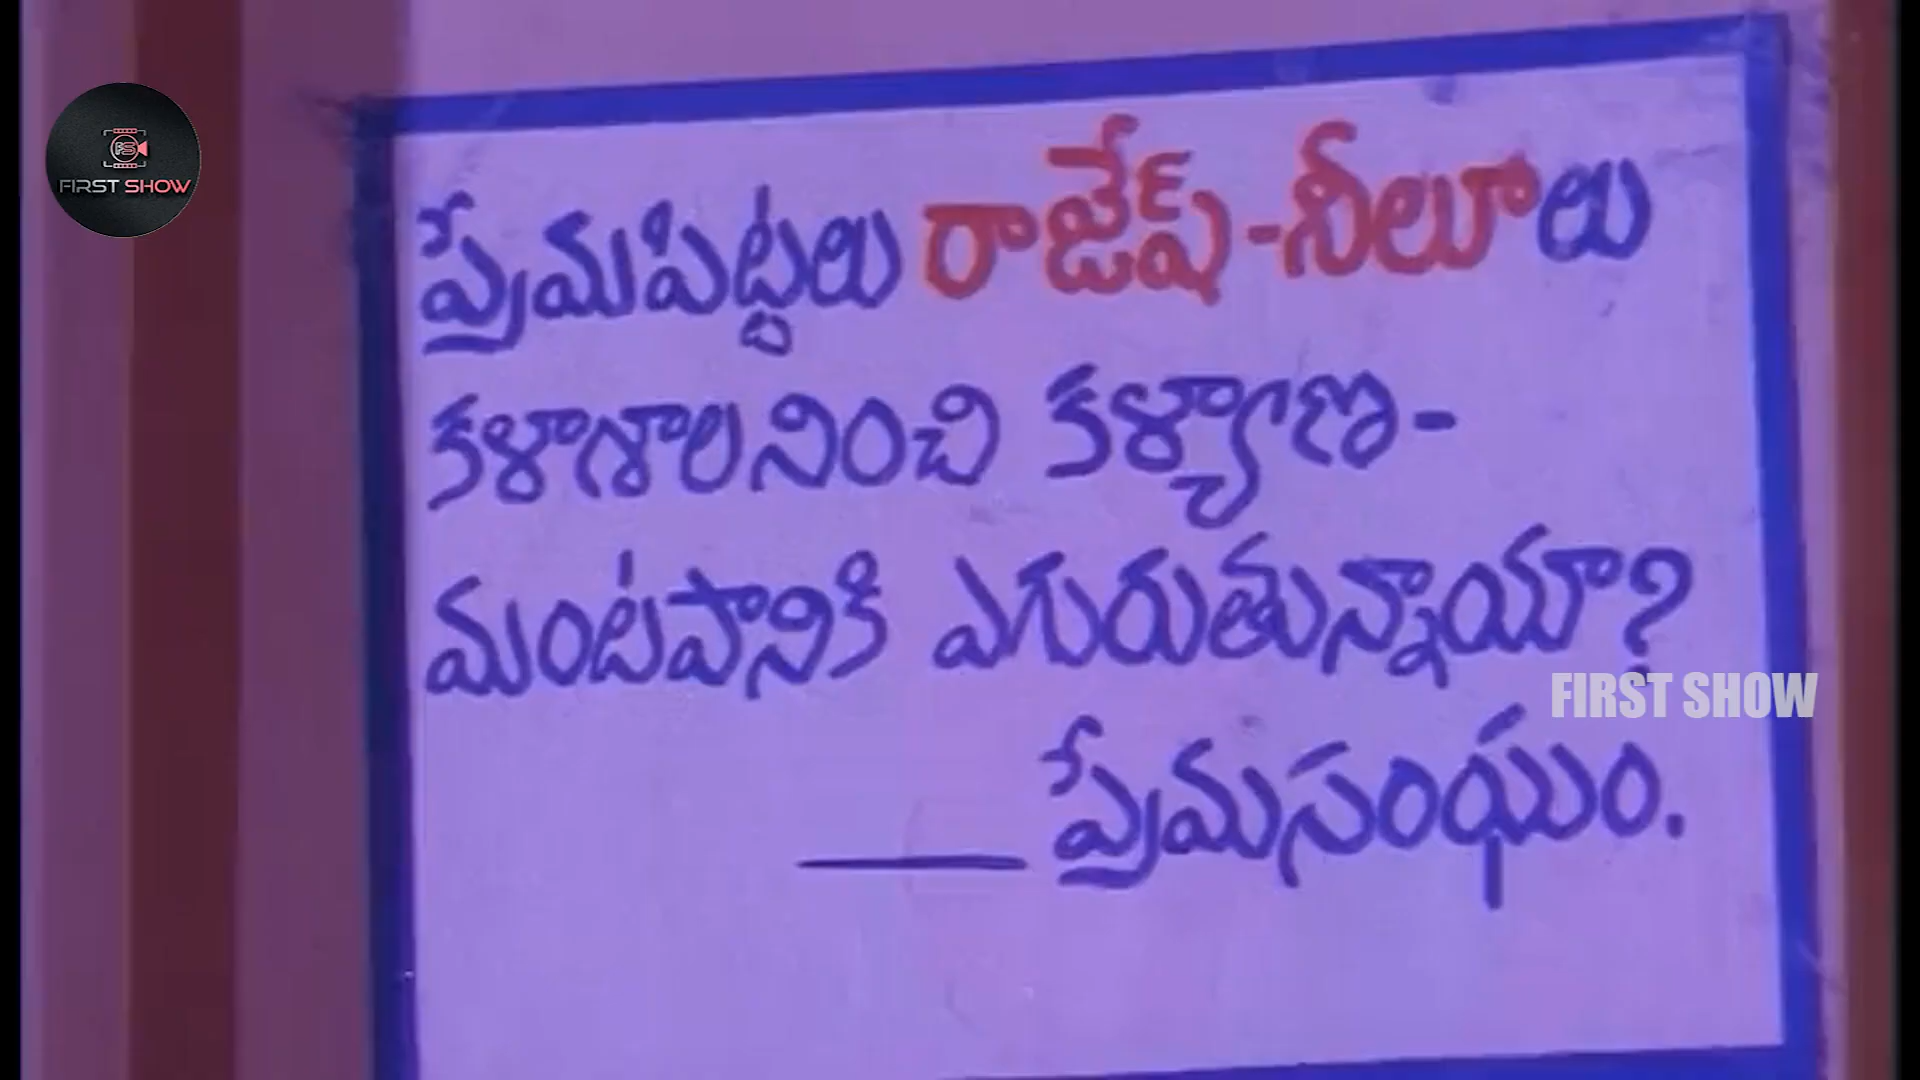 FIRST SHOW
ప్రేమపిట్టలు రాజేష్-నీలూలు
కళాశాలనించి కళ్యాణ-
మంటపానికి ఎగురుతున్నాయా?
FIRST SHOW
— ప్రేమసంఘం.